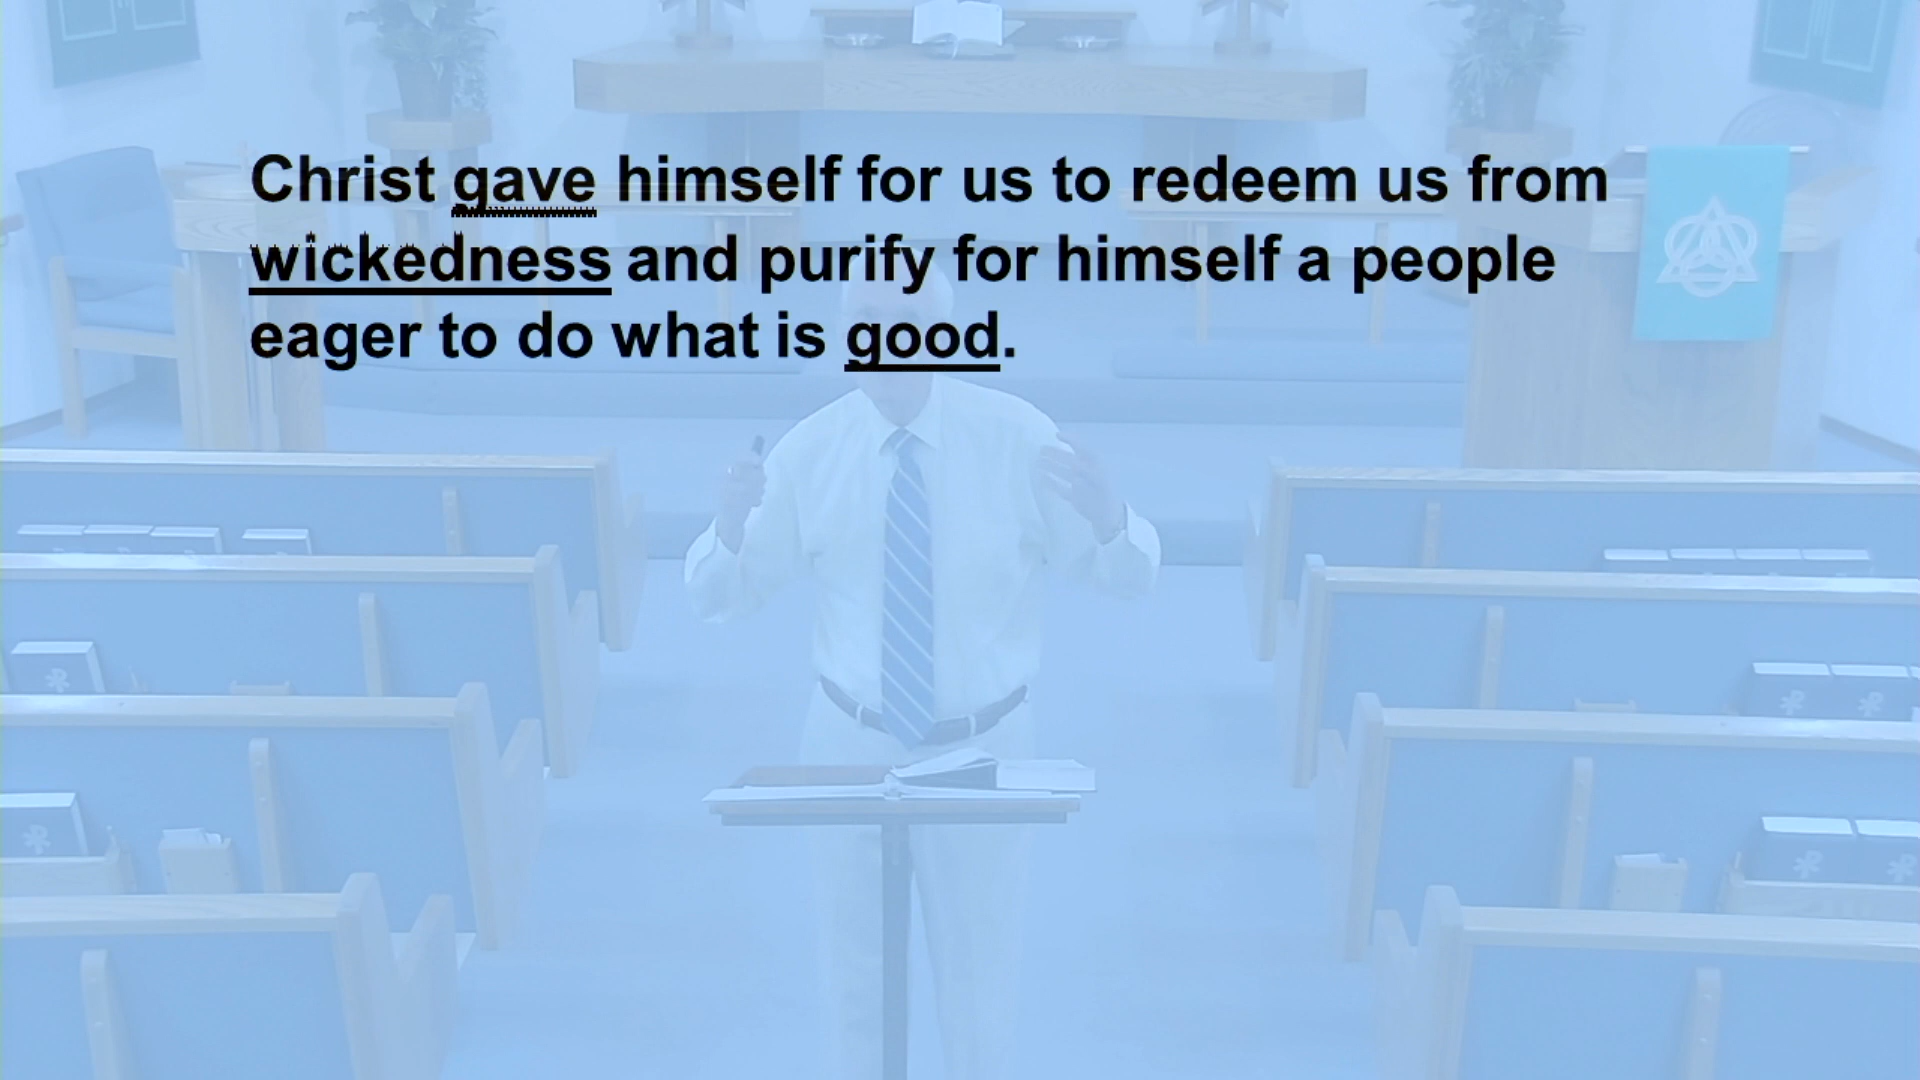 Christ gave himself for us to redeem us from
wickedness and purify for himself a people
eager to do what is good.